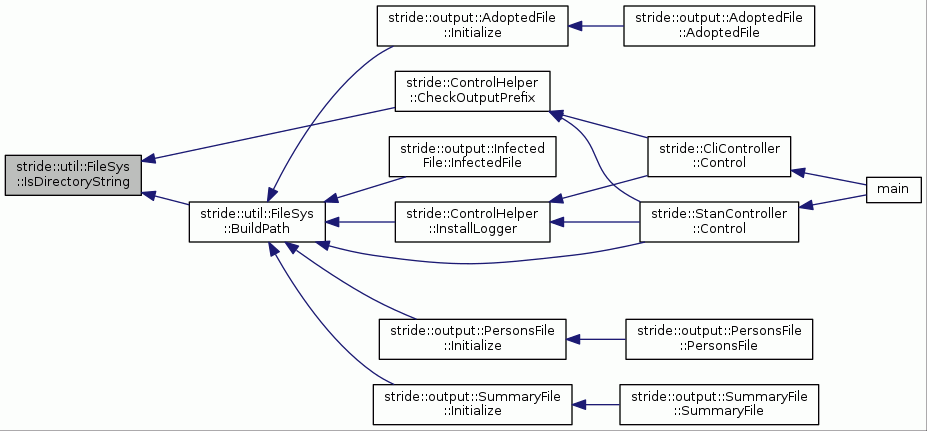 stride::output::AdoptedFile
::Initialize
stride::output::AdoptedFile
::AdoptedFile
stride::ControlHelper
::CheckOutputPrefix
stride::output::Infected
File::InfectedFile
stride::CliController
::Control
stride::util::FileSys
::IsDirectoryString
main
stride::util::FileSys
::BuildPath
stride::ControlHelper
::InstallLogger
stride::StanController
::Control
stride::output::PersonsFile
::Initialize
stride::output::PersonsFile
::PersonsFile
stride::output::SummaryFile
::Initialize
stride::output::SummaryFile
::SummaryFile